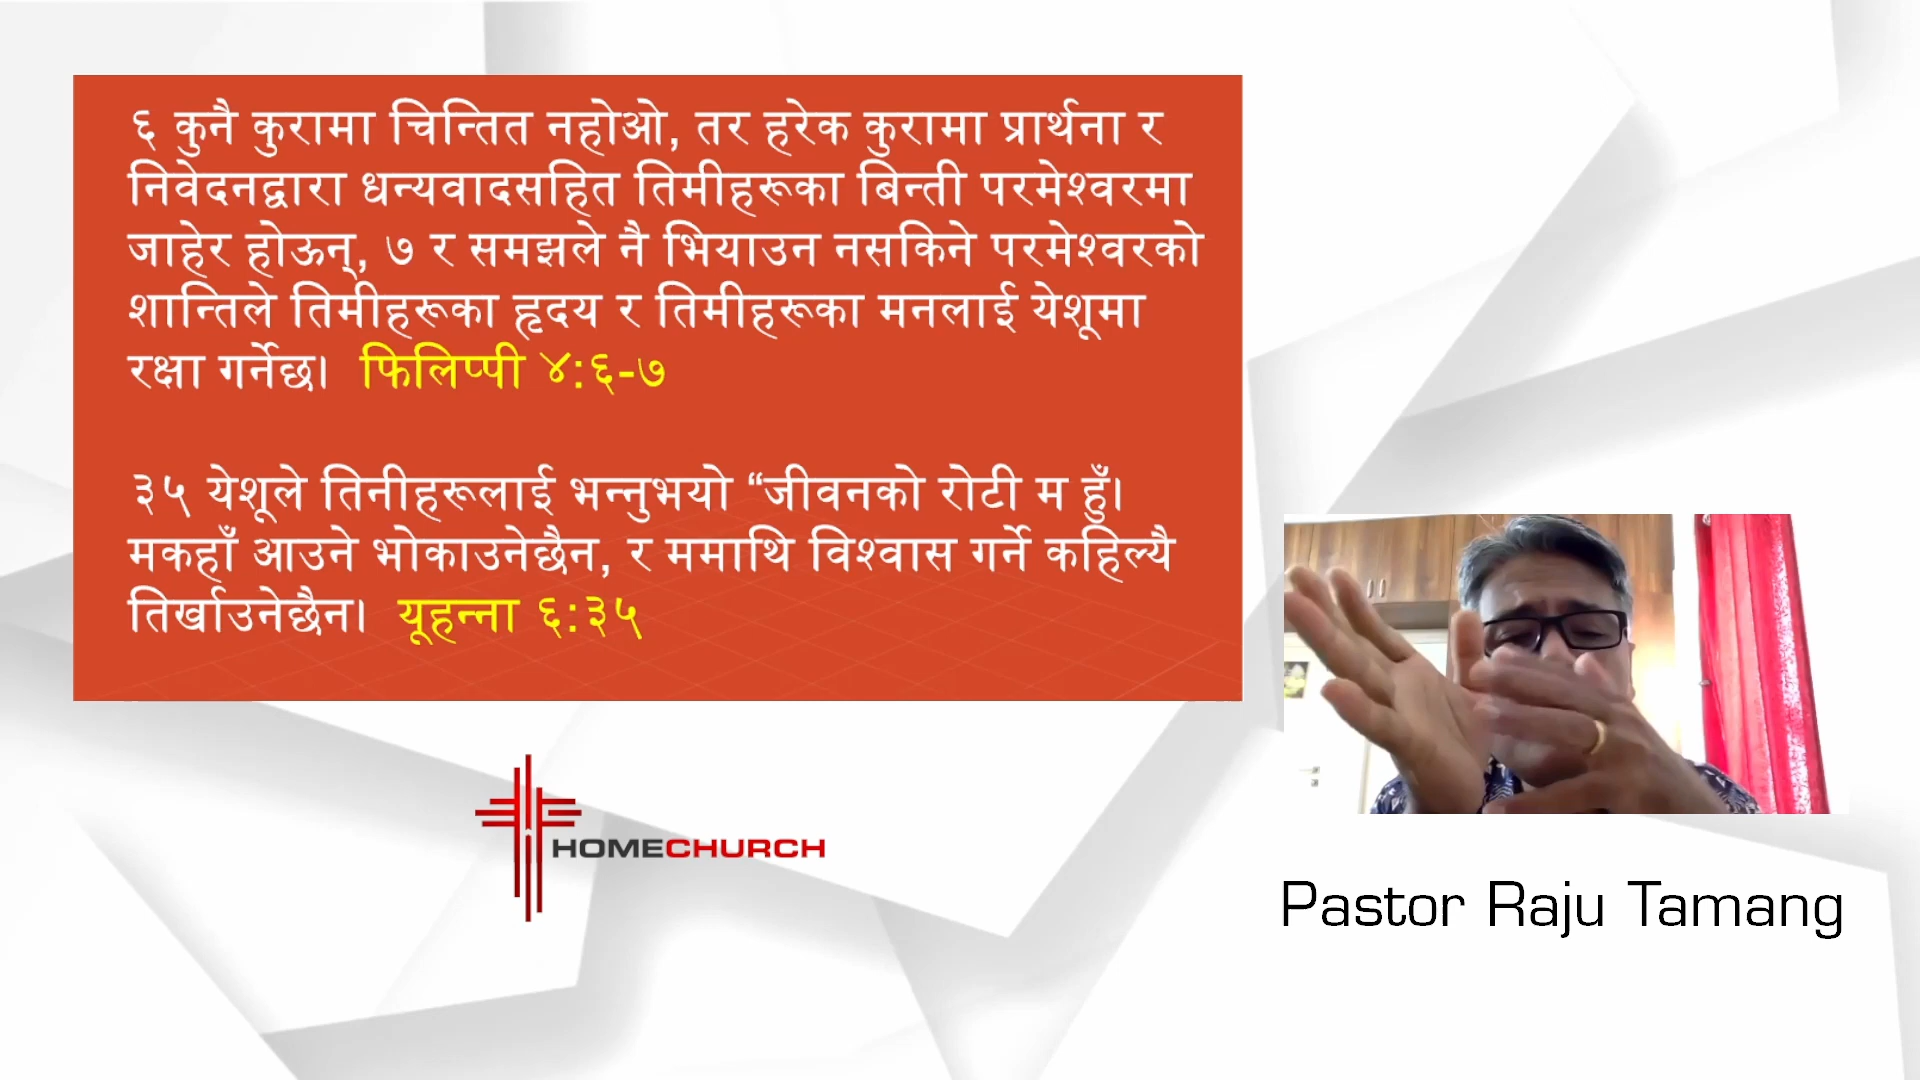 ६ कुनै कुरामा चिन्तित नहोओ, तर हरेक कुरामा प्रार्थना र
निवेदनद्वारा धन्यवादसहित तिमीहरूका बिन्ती परमेश्वरमा
जाहेर होऊन्, ७ र समझले नै भियाउन नसकिने परमेश्वरको
शान्तिले तिमीहरूका हृदय र तिमीहरूका मनलाई येशूमा
रक्षा गर्नेछ। फिलिप्पी ४:६-७
३५ येशूले तिनीहरूलाई भन्नुभयो “जीवनको रोटी म हुँ।
मकहाँ आउने भोकाउनेछैन, र ममाथि विश्वास गर्ने कहिल्यै
तिर्खाउनेछैन। यूहन्ना ६:३५
HOMECHURCH
Pastor Raju Tamang